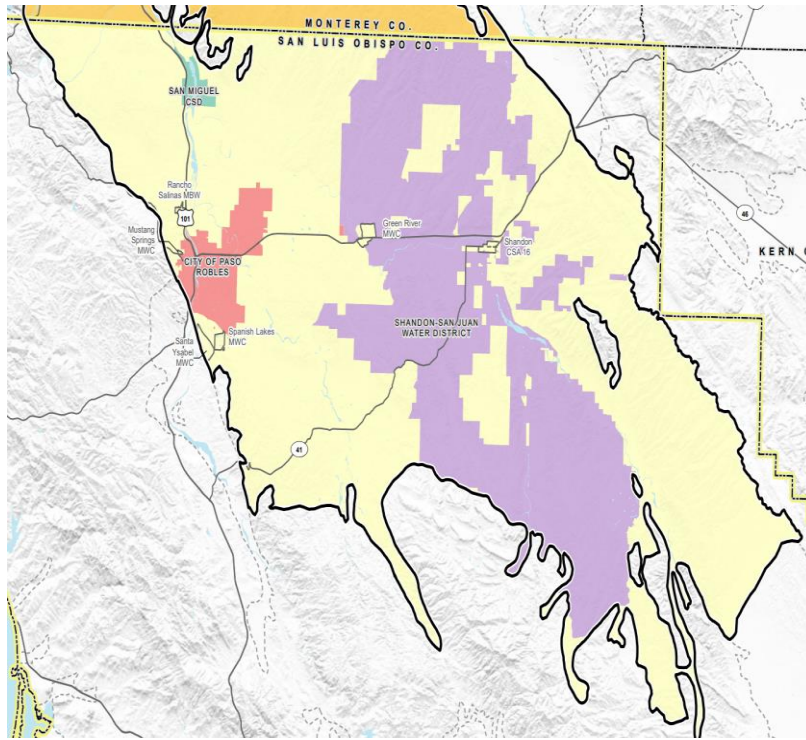 MONTEREY CO.
SAN LUIS OBISPO CO.
SAN MIGUEL
CSD
Rancho
Salinas MBW
101
Mustang
Springs
MWC
CITY OF PASO
ROBLES
Green River
MWC
Shandon
CSA-16
46
KERN C
SHANDON-SAN JUAN
WATER DISTRICT
Spanish Lakes
MWC
Santa
Ysabel
MWC
41